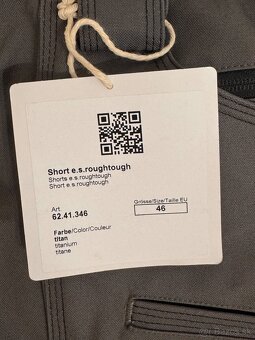 Short e.s.roughtough
Shorts e.s.roughtough
Short e.s.roughtough
Art.
62.41.346
Grösse/Size/Taille EU
46
Farbe/Color/Couleur
titan
titanium
titane